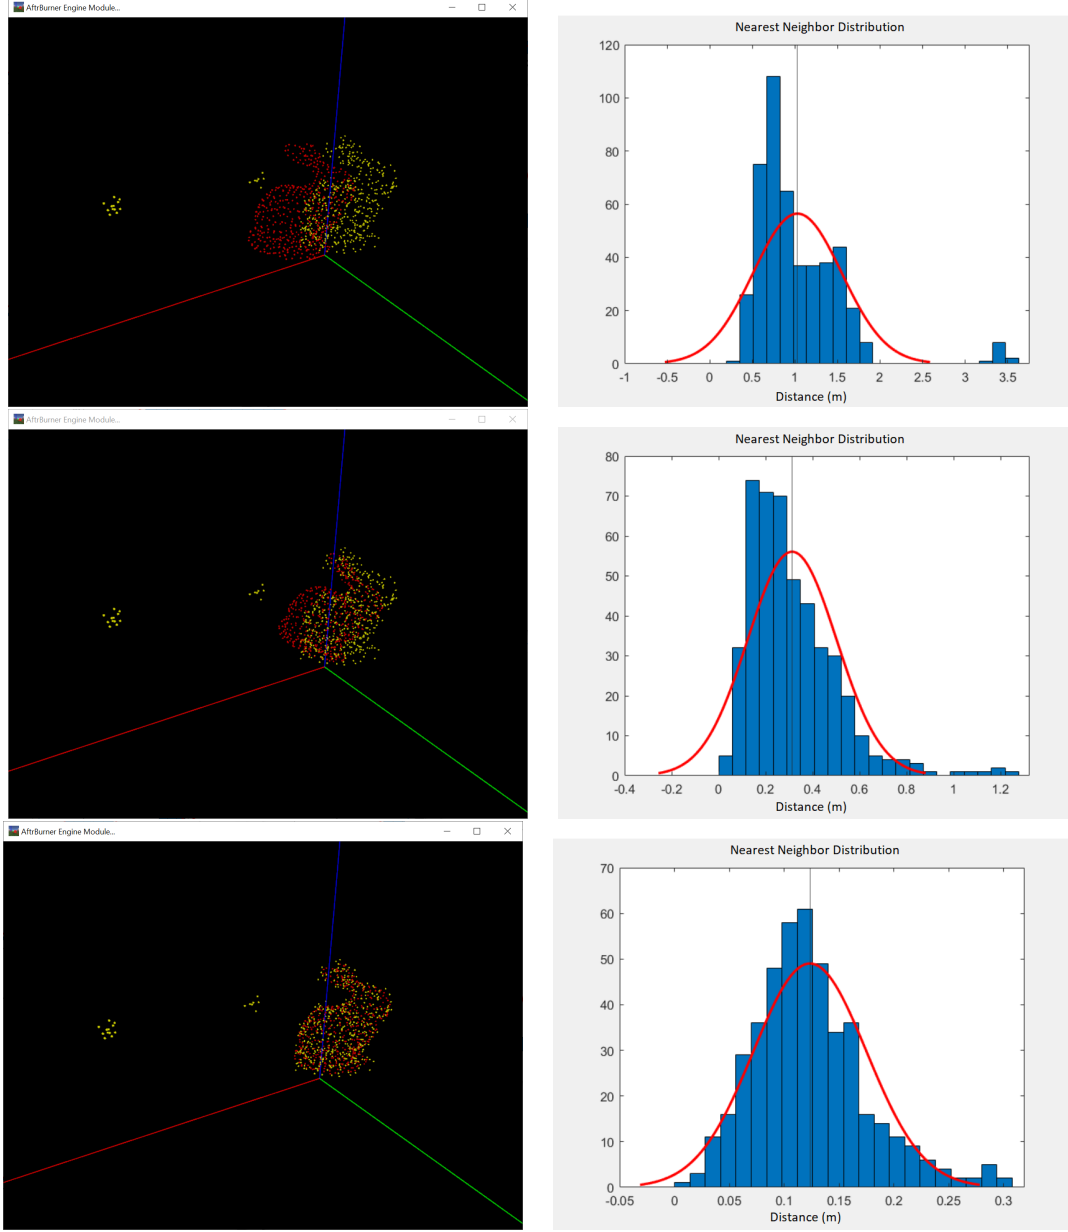 AftrBurner Engine Module...
Nearest Neighbor Distribution
120
100
80
60
40
20
0
-1 -0.5 0 0.5 1 1.5 2 2.5 3 3.5
Distance (m)
AftrBurner Engine Module...
Nearest Neighbor Distribution
80
70
60
50
40
30
20
10
0
-0.4 -0.2 0 0.2 0.4 0.6 0.8 1 1.2
Distance (m)
AftrBurner Engine Module...
Nearest Neighbor Distribution
70
60
50
40
30
20
10
0
-0.05 0 0.05 0.1 0.15 0.2 0.25 0.3
Distance (m)